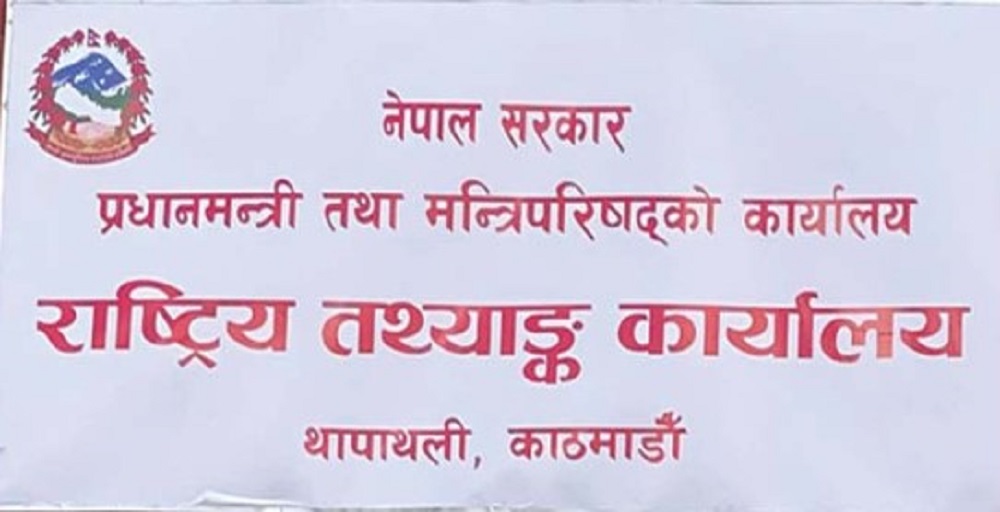 नेपाल सरकार
प्रधानमन्त्री तथा मन्त्रिपरिषद्को कार्यालय
राष्ट्रिय तथ्याङ्क कार्यालय
थापाथली, काठमाडौँ